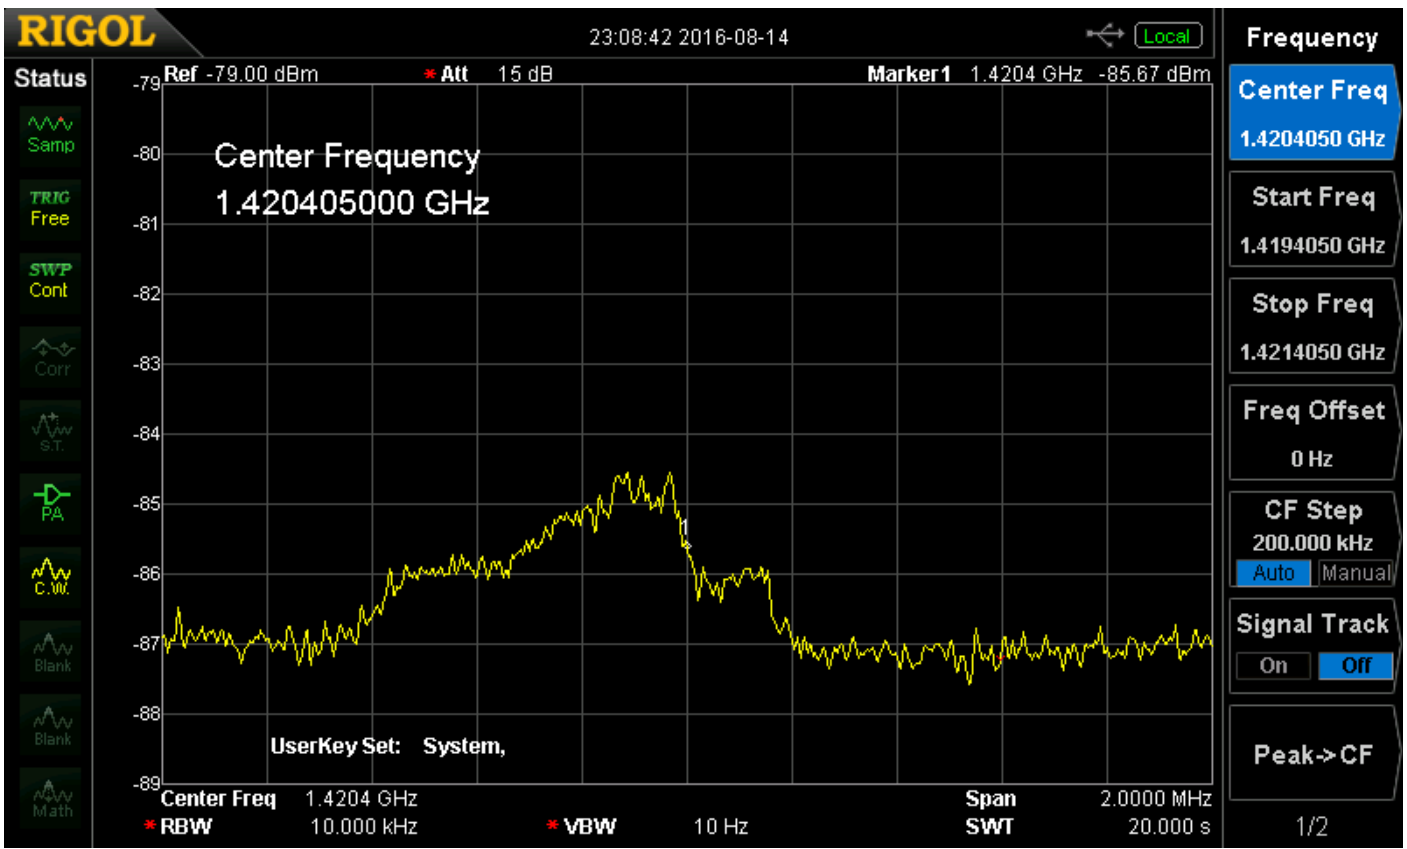 RIGOL
23:08:42 2016-08-14
Local
Status
Samp
TRIG
Free
SWP
Cont
Corr
S.T.
PA
C.W.
Blank
Blank
Math
Ref -79.00 dBm * Att 15 dB Marker1 1.4204 GHz -85.67 dBm
-79
-80
-81
-82
-83
-84
-85
-86
-87
-88
-89
Center Frequency
1.420405000 GHz
1
UserKey Set: System,
Center Freq 1.4204 GHz Span 2.0000 MHz
* RBW 10.000 kHz * VBW 10 Hz SWT 20.000 s
Frequency
Center Freq
1.4204050 GHz
Start Freq
1.4194050 GHz
Stop Freq
1.4214050 GHz
Freq Offset
0 Hz
CF Step
200.000 kHz
Auto Manual
Signal Track
On Off
Peak->CF
1/2